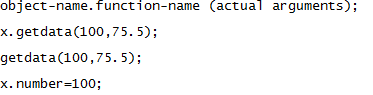 object-name.function-name (actual arguments);
x.getdata(100,75.5);
getdata(100,75.5);
x.number=100;